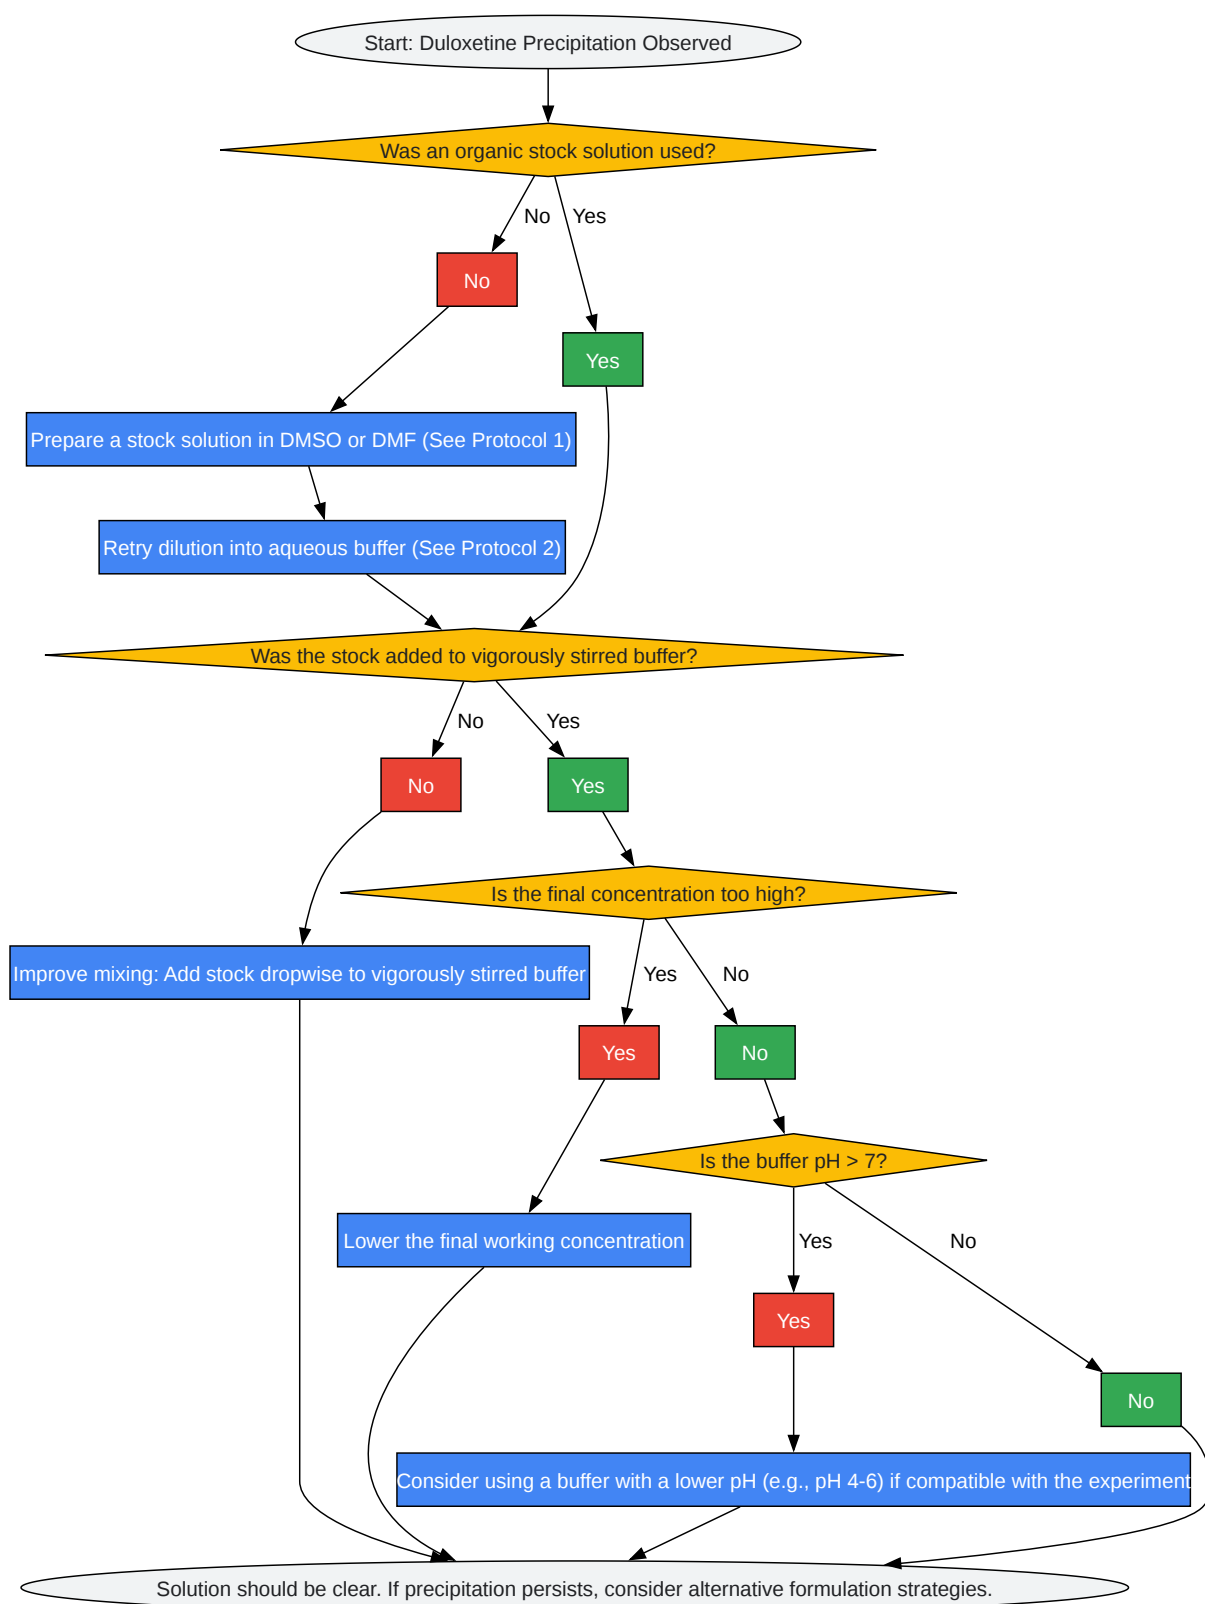 Start: Duloxetine Precipitation Observed
Was an organic stock solution used?
No
Yes
No
Yes
Prepare a stock solution in DMSO or DMF (See Protocol 1)
Retry dilution into aqueous buffer (See Protocol 2)
Was the stock added to vigorously stirred buffer?
No
Yes
No
Yes
Is the final concentration too high?
Improve mixing: Add stock dropwise to vigorously stirred buffer
Yes
No
Yes
No
Is the buffer pH > 7?
Lower the final working concentration
Yes
No
Yes
No
Consider using a buffer with a lower pH (e.g., pH 4-6) if compatible with the experiment
Solution should be clear. If precipitation persists, consider alternative formulation strategies.